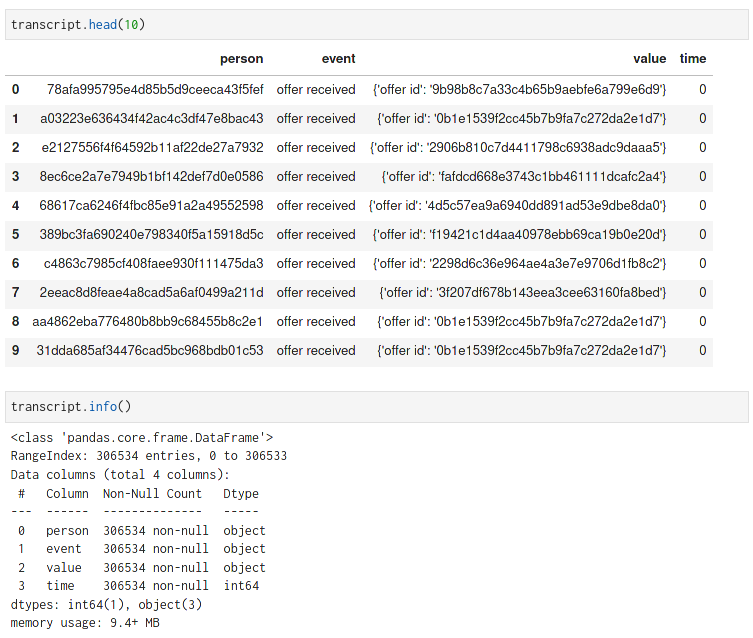 transcript.head(10)
person event value time
0 78afa995795e4d85b5d9ceeca43f5fef offer received {'offer id': '9b98b8c7a33c4b65b9aebfe6a799e6d9'} 0
1 a03223e636434f42ac4c3df47e8bac43 offer received {'offer id': '0b1e1539f2cc45b7b9fa7c272da2e1d7'} 0
2 e2127556f4f64592b11af22de27a7932 offer received {'offer id': '2906b810c7d4411798c6938adc9daaa5'} 0
3 8ec6ce2a7e7949b1bf142def7d0e0586 offer received {'offer id': 'fafdcd668e3743c1bb461111dcafc2a4'} 0
4 68617ca6246f4fbc85e91a2a49552598 offer received {'offer id': '4d5c57ea9a6940dd891ad53e9dbe8da0'} 0
5 389bc3fa690240e798340f5a15918d5c offer received {'offer id': 'f19421c1d4aa40978ebb69ca19b0e20d'} 0
6 c4863c7985cf408faee930f111475da3 offer received {'offer id': '2298d6c36e964ae4a3e7e9706d1fb8c2'} 0
7 2eeac8d8feae4a8cad5a6af0499a211d offer received {'offer id': '3f207df678b143eea3cee63160fa8bed'} 0
8 aa4862eba776480b8bb9c68455b8c2e1 offer received {'offer id': '0b1e1539f2cc45b7b9fa7c272da2e1d7'} 0
9 31dda685af34476cad5bc968bdb01c53 offer received {'offer id': '0b1e1539f2cc45b7b9fa7c272da2e1d7'} 0
transcript.info()
<class 'pandas.core.frame.DataFrame'>
RangeIndex: 306534 entries, 0 to 306533
Data columns (total 4 columns):
 #   Column  Non-Null Count   Dtype
---  ------  --------------   -----
 0   person  306534 non-null  object
 1   event   306534 non-null  object
 2   value   306534 non-null  object
 3   time    306534 non-null  int64
dtypes: int64(1), object(3)
memory usage: 9.4+ MB